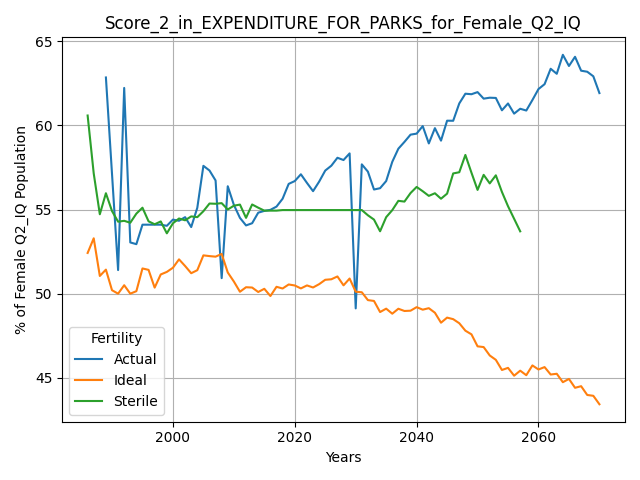 Score_2_in_EXPENDITURE_FOR_PARKS_for_Female_Q2_IQ
65
60
55
50
45
% of Female Q2_IQ Population
Fertility
Actual
Ideal
Sterile
2000
2020
2040
2060
Years